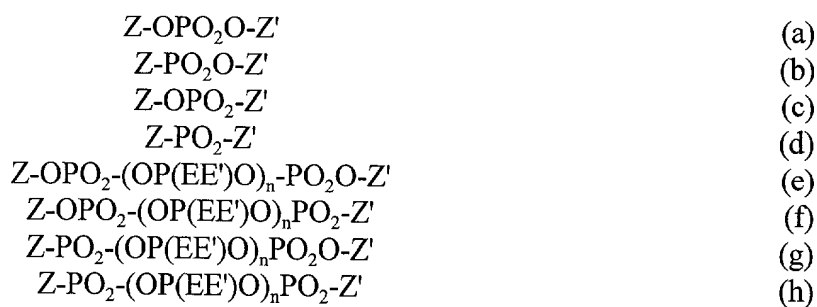 Z-OPO₂O-Z' (a)
Z-PO₂O-Z' (b)
Z-OPO₂-Z' (c)
Z-PO₂-Z' (d)
Z-OPO₂-(OP(EE')O)ₙ-PO₂O-Z' (e)
Z-OPO₂-(OP(EE')O)ₙPO₂-Z' (f)
Z-PO₂-(OP(EE')O)ₙPO₂O-Z' (g)
Z-PO₂-(OP(EE')O)ₙPO₂-Z' (h)